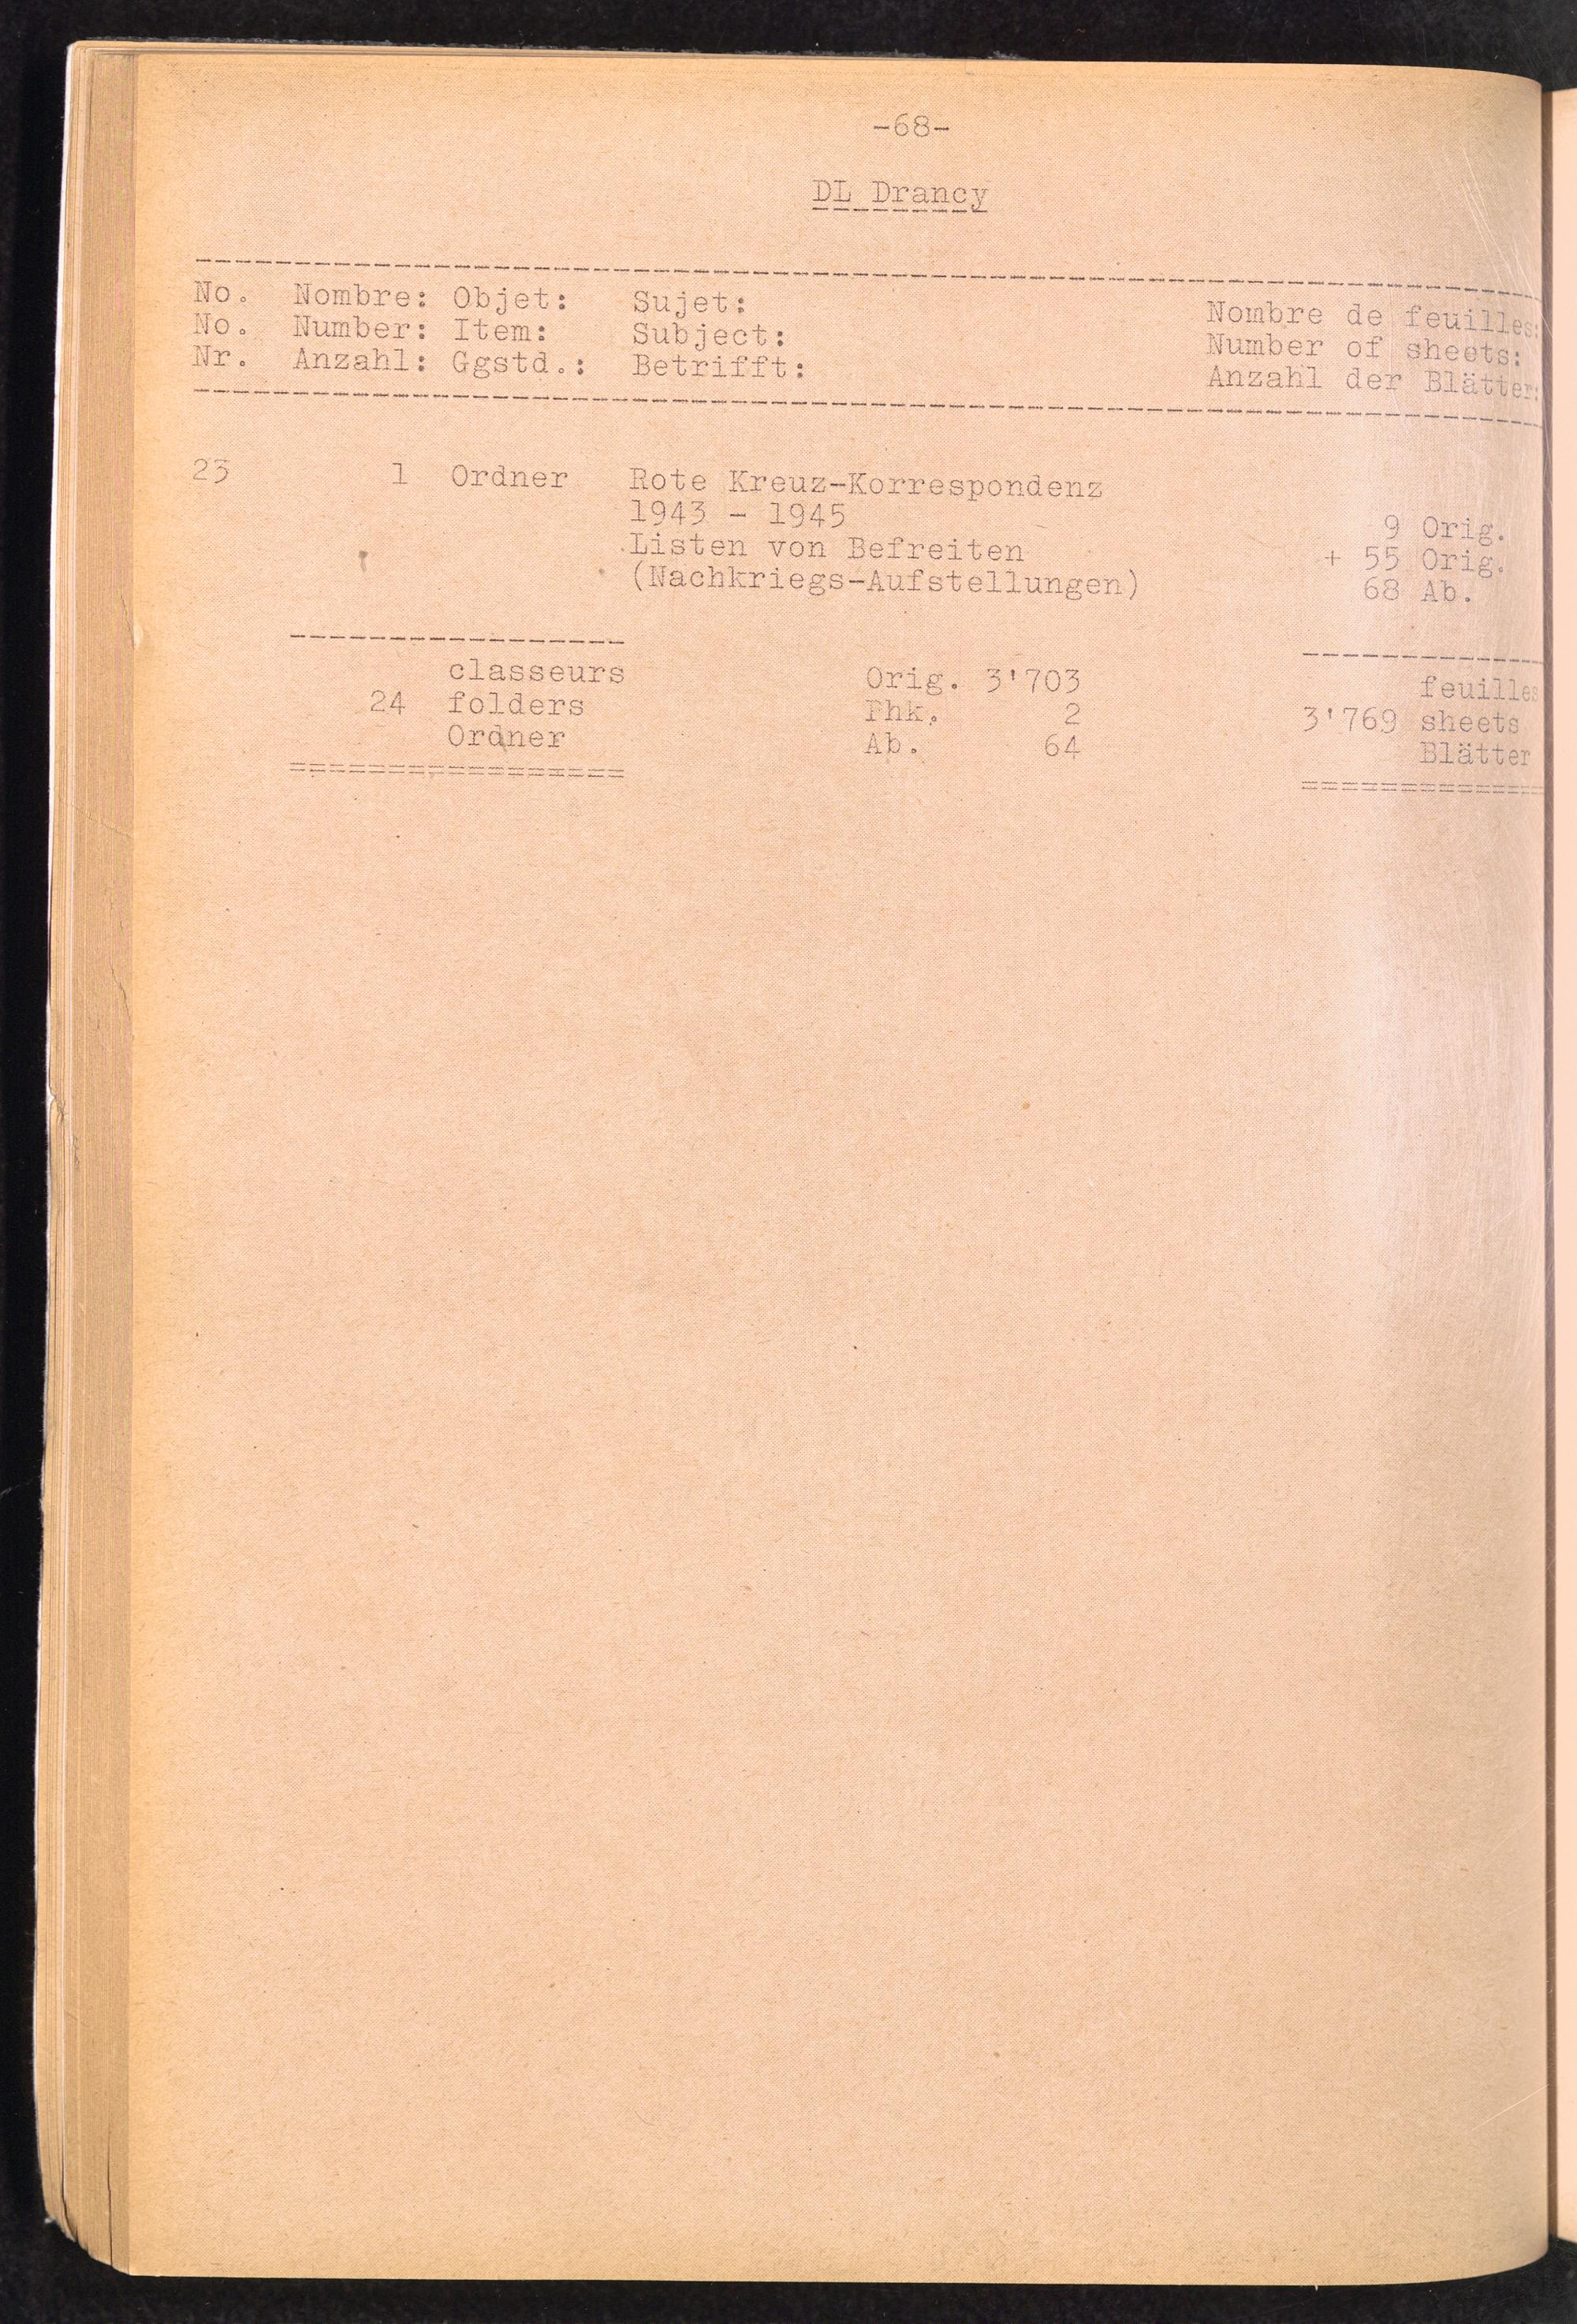 -68-
DL Drancy
No. Nombre: Objet: Sujet: Nombre de feuilles:
No. Number: Item: Subject: Number of sheets:
Nr. Anzahl: Ggstd.: Betrifft: Anzahl der Blätter:
23 1 Ordner Rote Kreuz-Korrespondenz
1943 - 1945 9 Orig.
Listen von Befreiten + 55 Orig.
(Nachkriegs-Aufstellungen) 68 Ab.
classeurs Orig. 3'703 feuilles
24 folders Phk. 2 3'769 sheets
Ordner Ab. 64 Blätter